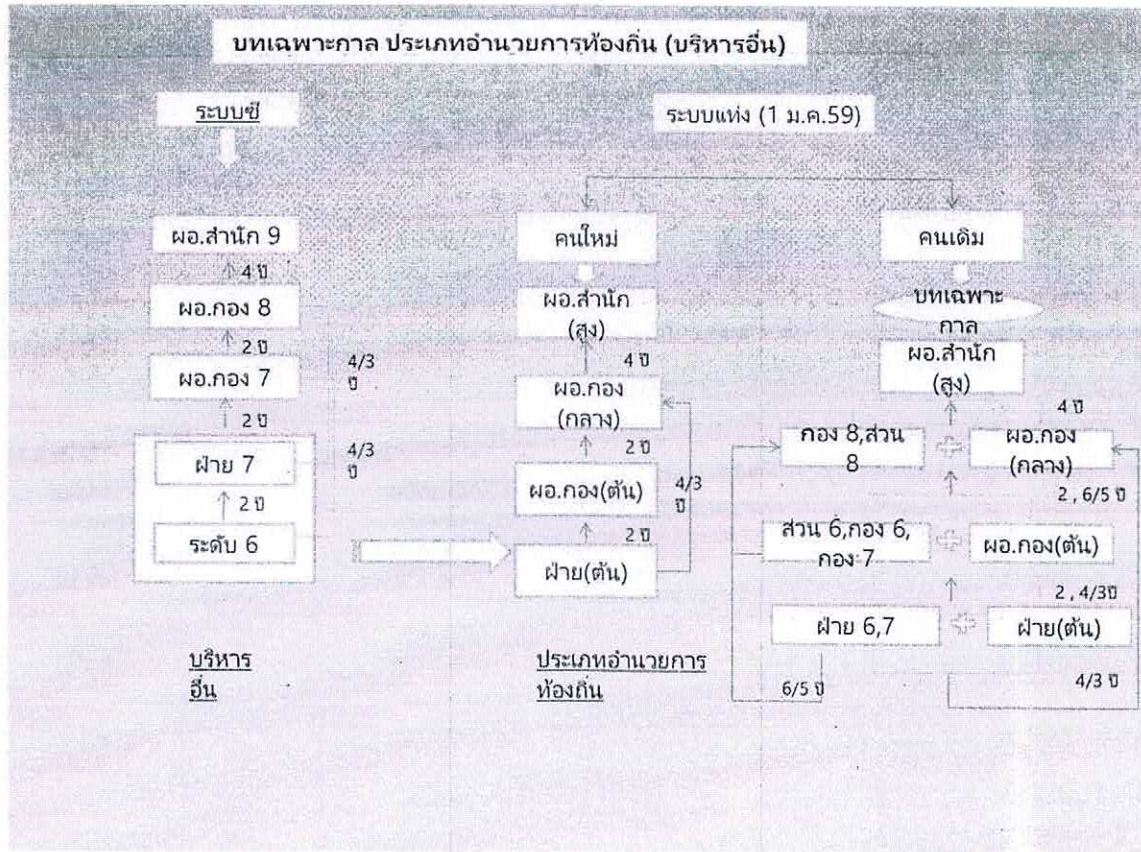 บทเฉพาะกาล ประเภทอำนวยการท้องถิ่น (บริหารอื่น)
ระบบซี
ระบบแท่ง (1 ม.ค.59)
ผอ.สำนัก 9
4 ปี
ผอ.กอง 8
2 ปี
ผอ.กอง 7
4/3
ปี
2 ปี
ฝ่าย 7
4/3
ปี
2 ปี
ระดับ 6
บริหาร
อื่น
คนใหม่
ผอ.สำนัก
(สูง)
4 ปี
ผอ.กอง
(กลาง)
2 ปี
ผอ.กอง(ต้น)
4/3
ปี
2 ปี
ฝ่าย(ต้น)
ประเภทอำนวยการ
ท้องถิ่น
คนเดิม
บทเฉพาะ
กาล
ผอ.สำนัก
(สูง)
4 ปี
กอง 8,ส่วน
8
ผอ.กอง
(กลาง)
2 , 6/5 ปี
ส่วน 6,กอง 6,
กอง 7
ผอ.กอง(ต้น)
2 , 4/3ปี
ฝ่าย 6,7
ฝ่าย(ต้น)
6/5 ปี
4/3 ปี